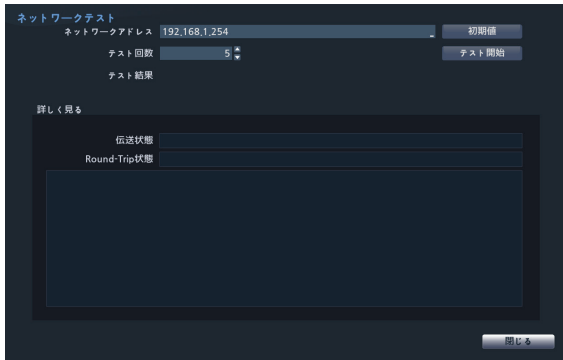 ネットワークテスト
ネットワークアドレス 192,168,1,254 初期値
テスト回数 5 テスト開始
テスト結果
詳しく見る
伝送状態
Round-Trip状態
閉じる